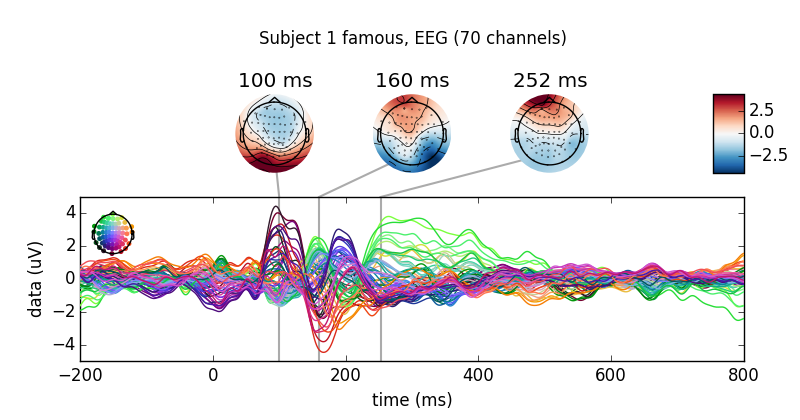 Subject 1 famous, EEG (70 channels)
100 ms
160 ms
252 ms
2.5
0.0
−2.5
4
2
0
−2
−4
data (uV)
−200
0
200
400
600
800
time (ms)